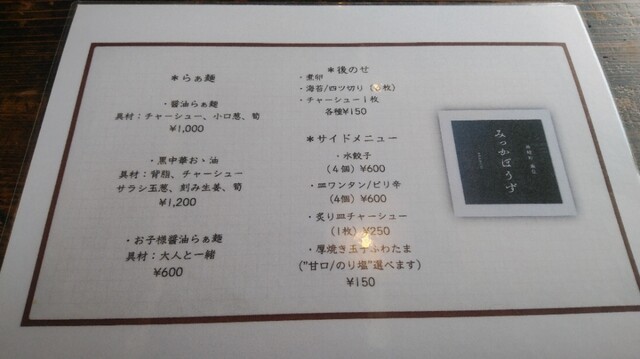 ＊らぁ麺
・醤油らぁ麺
具材：チャーシュー、小口葱、筍
¥1,000
・黒中華お、油
具材：背脂、チャーシュー
サラシ玉葱、刻み生姜、筍
¥1,200
・お子様醤油らぁ麺
具材：大人と一緒
¥600
＊後のせ
・煮卵
・海苔/四ツ切り（枚）
・チャーシュー１枚
各種¥150
＊サイドメニュー
・水餃子
（４個）¥600
・皿ワンタン/ピリ辛
（4個）¥600
・炙り皿チャーシュー
（1枚）¥250
・厚焼き玉子ふわたま
（"甘口/のり塩"選べます）
¥150
みっかぼうず